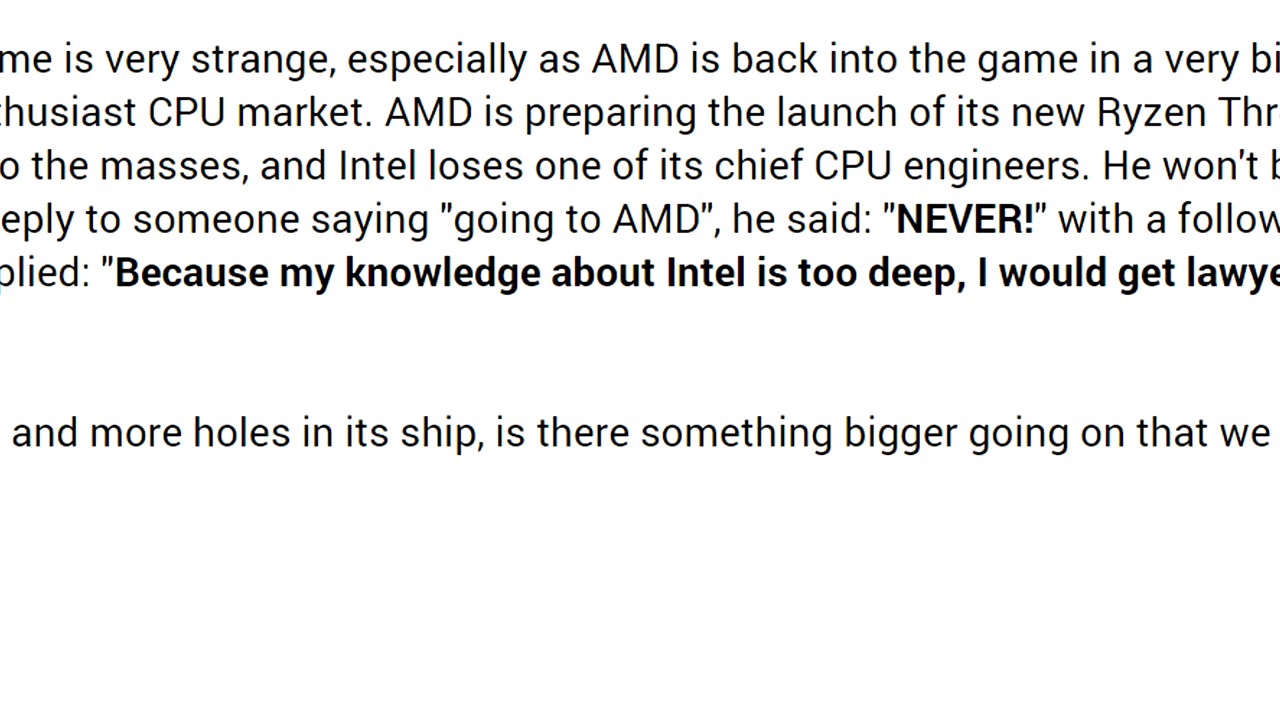 me is very strange, especially as AMD is back into the game in a very bi
thusiast CPU market. AMD is preparing the launch of its new Ryzen Thr
o the masses, and Intel loses one of its chief CPU engineers. He won't b
eply to someone saying "going to AMD", he said: "NEVER!" with a follow
plied: "Because my knowledge about Intel is too deep, I would get lawye
and more holes in its ship, is there something bigger going on that we